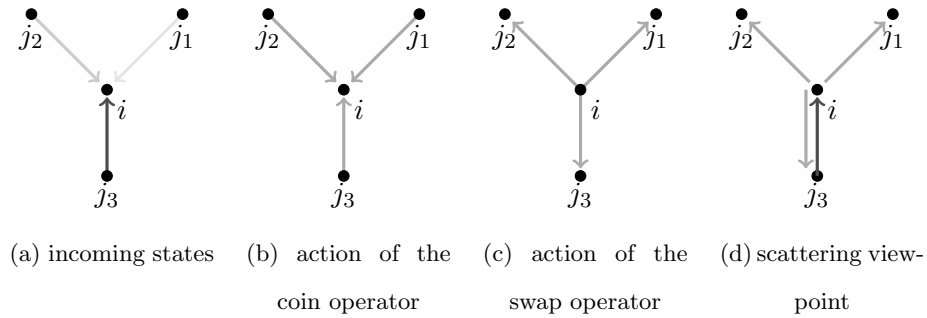 j₂ j₁ j₂ j₁ j₂ j₁ j₂ j₁
i i i i
j₃ j₃ j₃ j₃
(a) incoming states (b) action of the (c) action of the (d) scattering view-
coin operator swap operator point